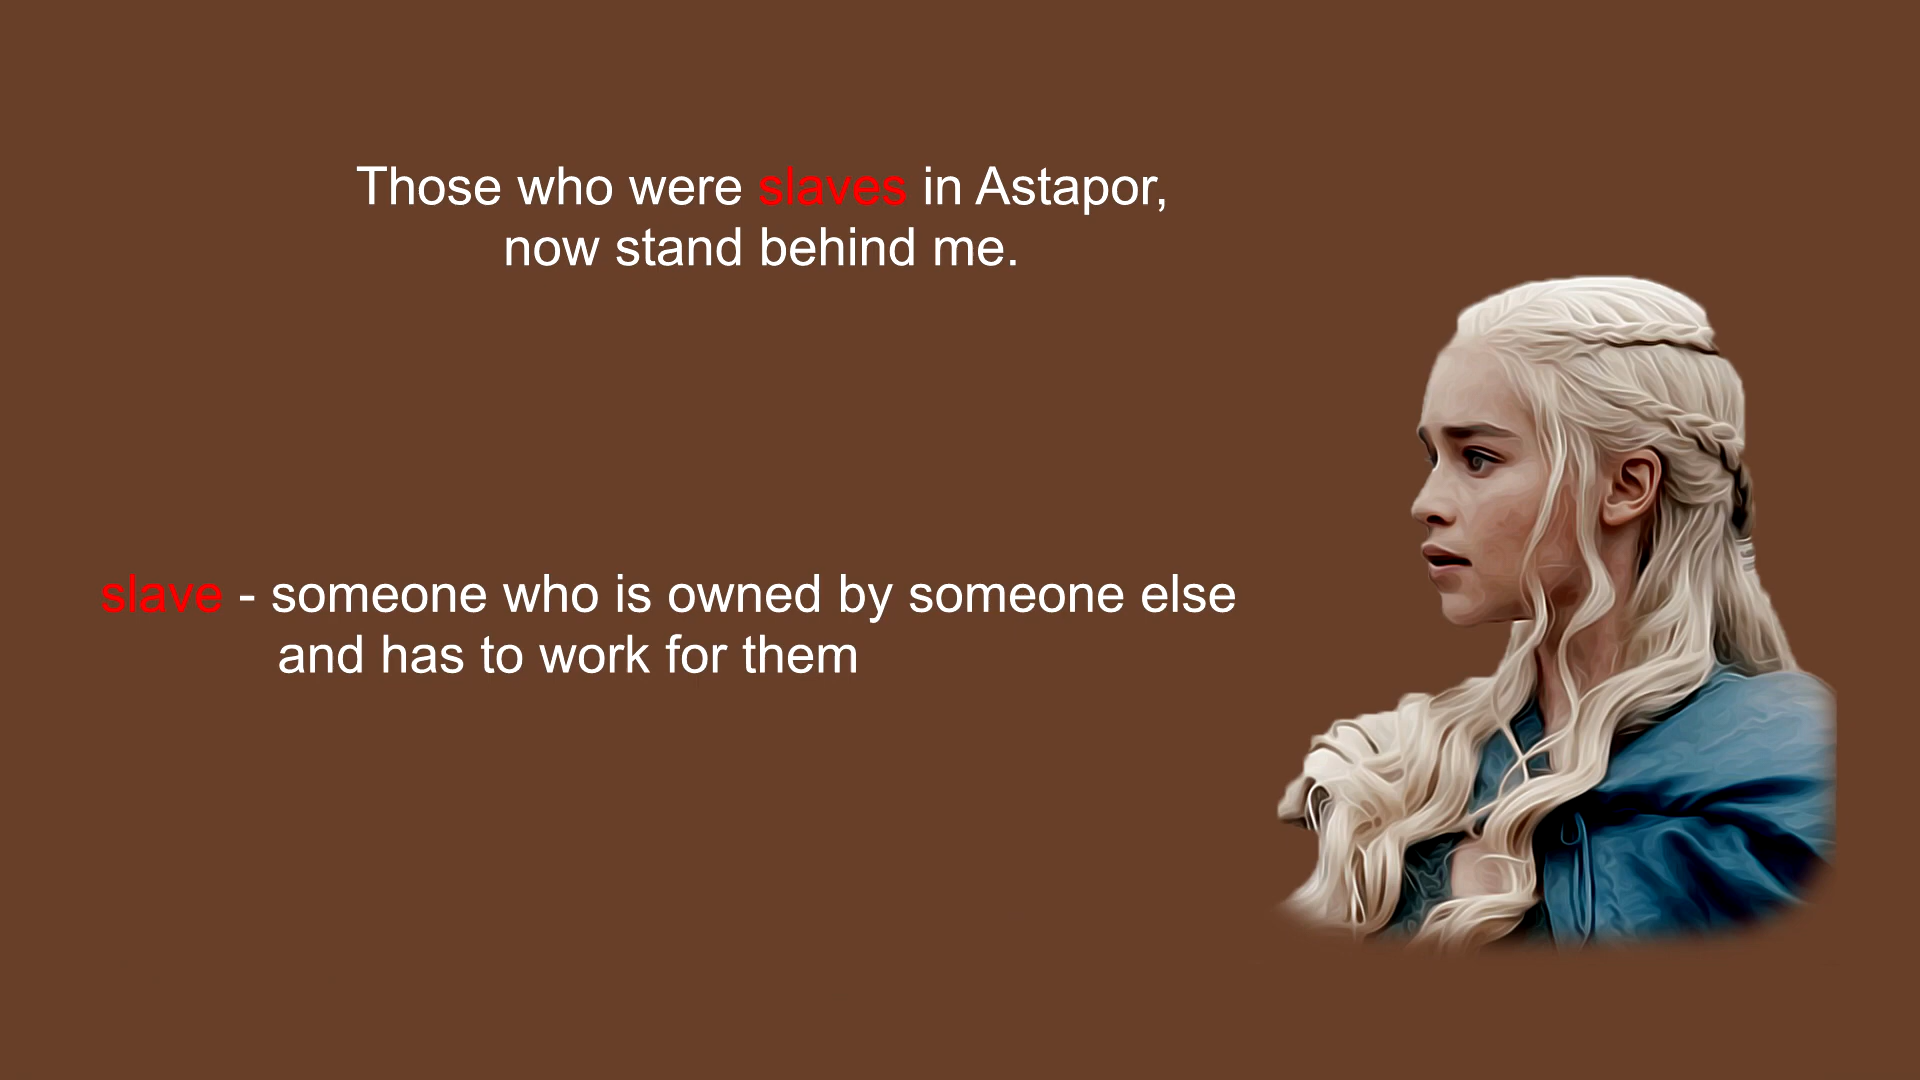 Those who were slaves in Astapor,
now stand behind me.
slave - someone who is owned by someone else
and has to work for them